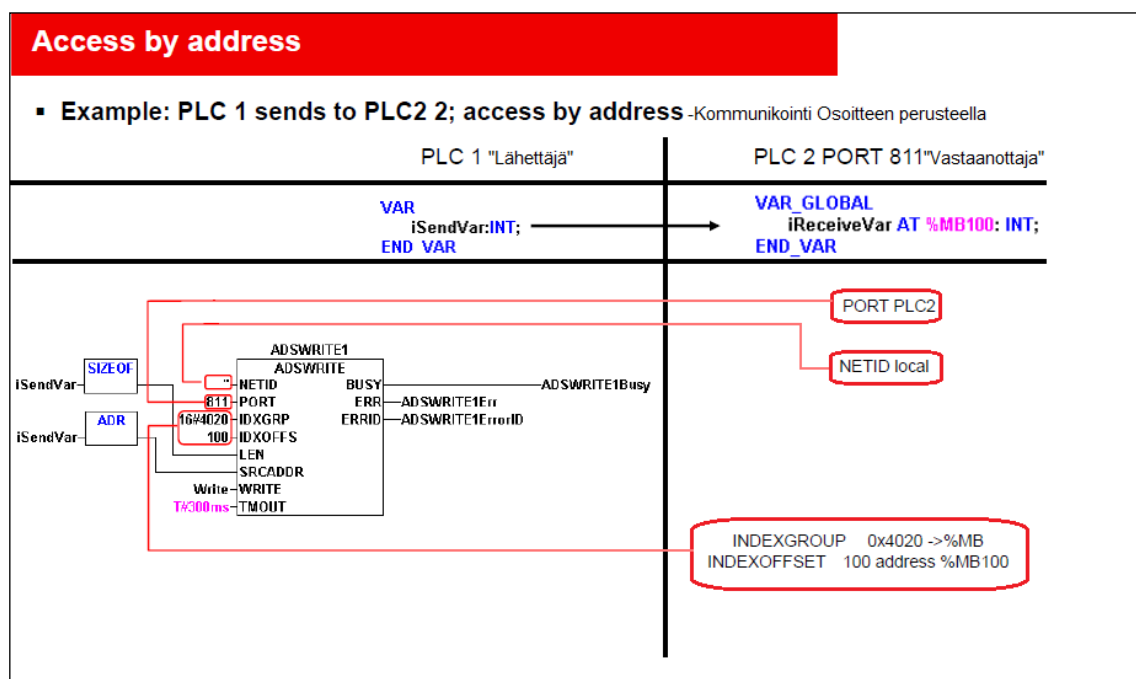 Access by address
▪ Example: PLC 1 sends to PLC2 2; access by address -Kommunikointi Osoitteen perusteella
PLC 1 "Lähettäjä"
PLC 2 PORT 811"Vastaanottaja"
VAR
iSendVar:INT;
END_VAR
VAR_GLOBAL
iReceiveVar AT %MB100: INT;
END_VAR
PORT PLC2
NETID local
ADSWRITE1
ADSWRITE
SIZEOF
iSendVar
ADR
iSendVar
'' NETID BUSY ADSWRITE1Busy
811 PORT ERR ADSWRITE1Err
16#4020 IDXGRP ERRID ADSWRITE1ErrorID
100 IDXOFFS
LEN
SRCADDR
Write WRITE
T#300ms TMOUT
INDEXGROUP 0x4020 ->%MB
INDEXOFFSET 100 address %MB100